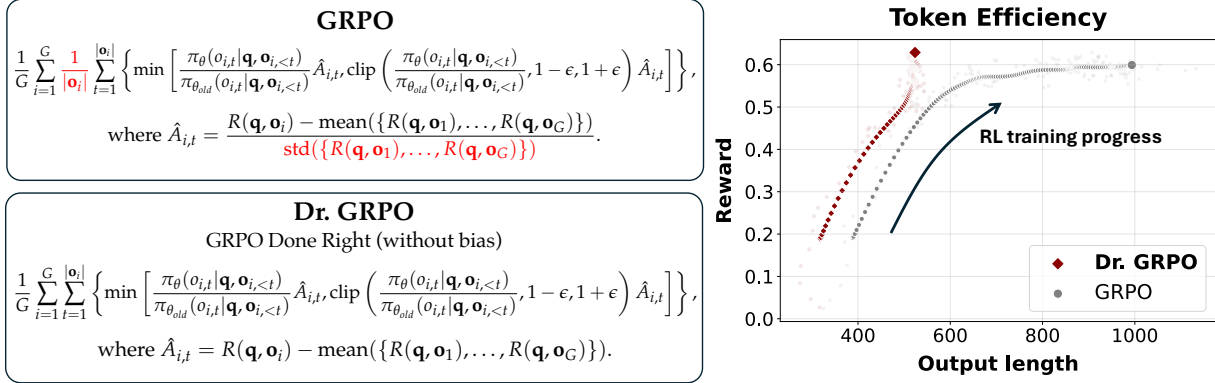 GRPO
\frac{1}{G} \sum_{i=1}^{G} \frac{1}{|\mathbf{o}_i|} \sum_{t=1}^{|\mathbf{o}_i|} \left\{ \min \left[ \frac{\pi_\theta(o_{i,t}|\mathbf{q}, \mathbf{o}_{i,<t})}{\pi_{\theta_{old}}(o_{i,t}|\mathbf{q}, \mathbf{o}_{i,<t})} \hat{A}_{i,t}, \text{clip} \left( \frac{\pi_\theta(o_{i,t}|\mathbf{q}, \mathbf{o}_{i,<t})}{\pi_{\theta_{old}}(o_{i,t}|\mathbf{q}, \mathbf{o}_{i,<t})}, 1-\epsilon, 1+\epsilon \right) \hat{A}_{i,t} \right] \right\},
where \hat{A}_{i,t} = \frac{R(\mathbf{q}, \mathbf{o}_i) - \text{mean}(\{R(\mathbf{q}, \mathbf{o}_1), \ldots, R(\mathbf{q}, \mathbf{o}_G)\})}{\text{std}(\{R(\mathbf{q}, \mathbf{o}_1), \ldots, R(\mathbf{q}, \mathbf{o}_G)\})}.
Dr. GRPO
GRPO Done Right (without bias)
\frac{1}{G} \sum_{i=1}^{G} \sum_{t=1}^{|\mathbf{o}_i|} \left\{ \min \left[ \frac{\pi_\theta(o_{i,t}|\mathbf{q}, \mathbf{o}_{i,<t})}{\pi_{\theta_{old}}(o_{i,t}|\mathbf{q}, \mathbf{o}_{i,<t})} \hat{A}_{i,t}, \text{clip} \left( \frac{\pi_\theta(o_{i,t}|\mathbf{q}, \mathbf{o}_{i,<t})}{\pi_{\theta_{old}}(o_{i,t}|\mathbf{q}, \mathbf{o}_{i,<t})}, 1-\epsilon, 1+\epsilon \right) \hat{A}_{i,t} \right] \right\},
where \hat{A}_{i,t} = R(\mathbf{q}, \mathbf{o}_i) - \text{mean}(\{R(\mathbf{q}, \mathbf{o}_1), \ldots, R(\mathbf{q}, \mathbf{o}_G)\}).
Token Efficiency
Reward
0.6
0.5
0.4
0.3
0.2
0.1
0.0
RL training progress
Dr. GRPO
GRPO
400 600 800 1000
Output length